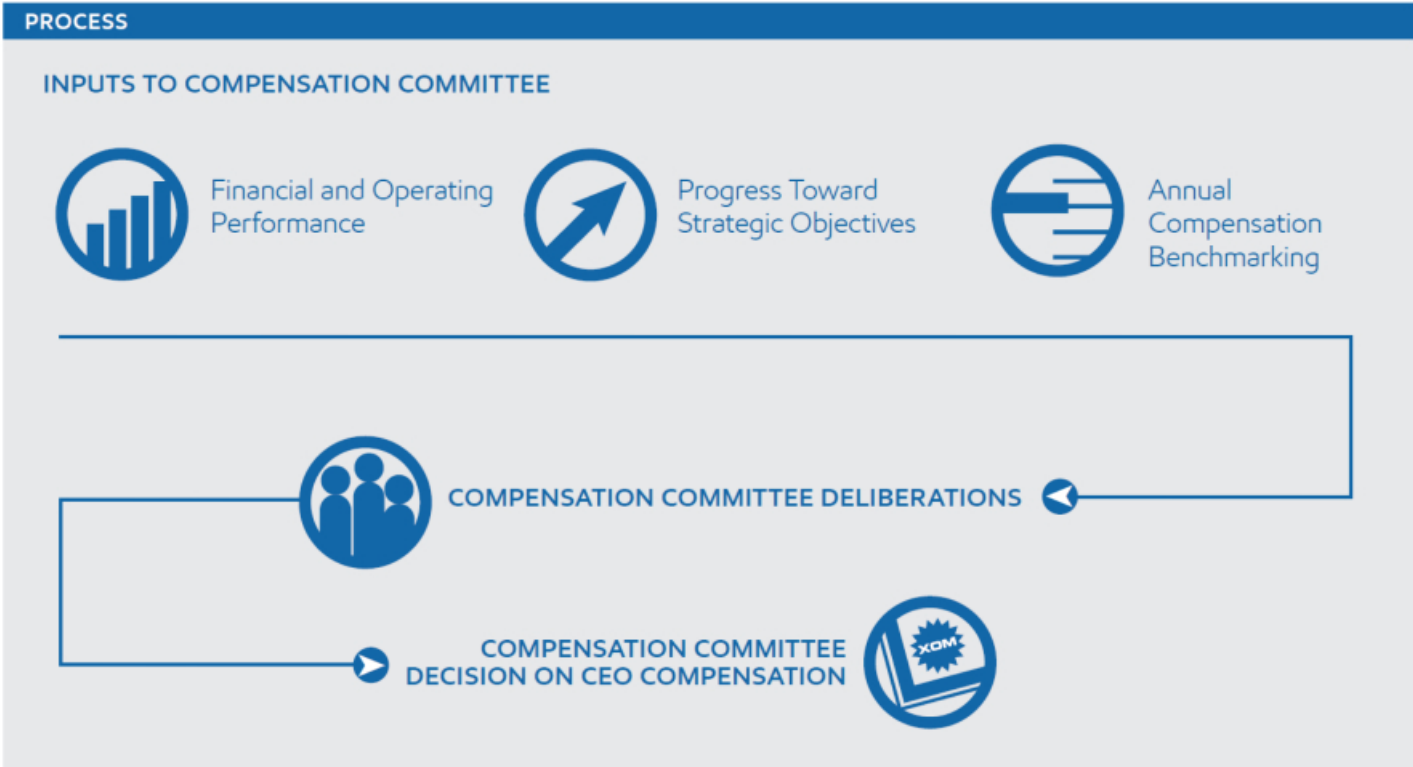 PROCESS
INPUTS TO COMPENSATION COMMITTEE
Financial and Operating
Performance
Progress Toward
Strategic Objectives
Annual
Compensation
Benchmarking
COMPENSATION COMMITTEE DELIBERATIONS
COMPENSATION COMMITTEE
DECISION ON CEO COMPENSATION
XOM